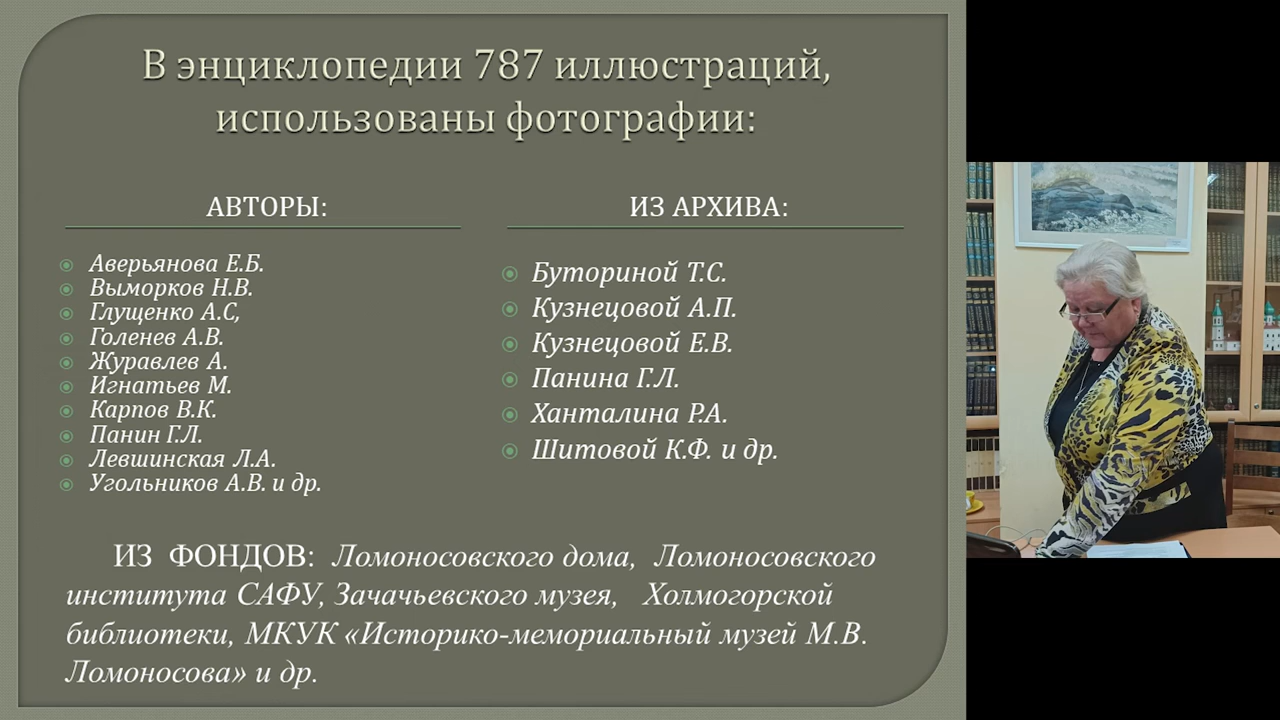 В энциклопедии 787 иллюстраций,
использованы фотографии:
АВТОРЫ:
Аверьянова Е.Б.
Выморков Н.В.
Глущенко А.С,
Голенев А.В.
Журавлев А.
Игнатьев М.
Карпов В.К.
Панин Г.Л.
Левшинская Л.А.
Угольников А.В. и др.
ИЗ АРХИВА:
Буториной Т.С.
Кузнецовой А.П.
Кузнецовой Е.В.
Панина Г.Л.
Ханталина Р.А.
Шитовой К.Ф. и др.
ИЗ ФОНДОВ: Ломоносовского дома, Ломоносовского
института САФУ, Зачачьевского музея, Холмогорской
библиотеки, МКУК «Историко-мемориальный музей М.В.
Ломоносова» и др.